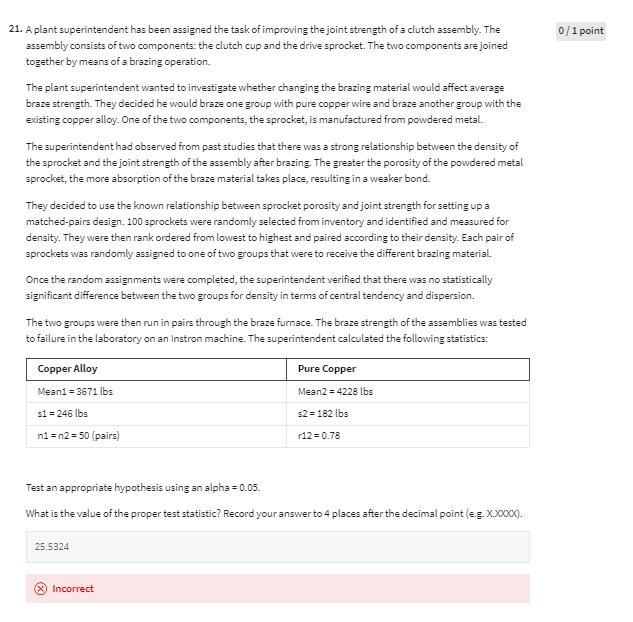 21. A plant superintendent has been assigned the task of improving the joint strength of a clutch assembly. The
0 / 1 point
assembly consists of two components: the clutch cup and the drive sprocket. The two components are joined
together by means of a brazing operation.
The plant superintendent wanted to investigate whether changing the brazing material would affect average
braze strength. They decided he would braze one group with pure copper wire and braze another group with the
existing copper alloy. One of the two components, the sprocket, is manufactured from powdered metal.
The superintendent had observed from past studies that there was a strong relationship between the density of
the sprocket and the joint strength of the assembly after brazing. The greater the porosity of the powdered metal
sprocket, the more absorption of the braze material takes place, resulting in a weaker bond.
They decided to use the known relationship between sprocket porosity and joint strength for setting up a
matched-pairs design. 100 sprockets were randomly selected from inventory and identified and measured for
density. They were then rank ordered from lowest to highest and paired according to their density. Each pair of
sprockets was randomly assigned to one of two groups that were to receive the different brazing material.
Once the random assignments were completed, the superintendent verified that there was no statistically
significant difference between the two groups for density in terms of central tendency and dispersion.
The two groups were then run in pairs through the braze furnace. The braze strength of the assemblies was tested
to failure in the laboratory on an Instron machine. The superintendent calculated the following statistics:
Copper Alloy Pure Copper
Mean1 = 3671 lbs Mean2 = 4228 lbs
s1 = 246 lbs s2 = 182 lbs
n1 = n2 = 50 (pairs) r12 = 0.78
Test an appropriate hypothesis using an alpha = 0.05.
What is the value of the proper test statistic? Record your answer to 4 places after the decimal point (e.g. X.XXXX).
25.5324
Incorrect